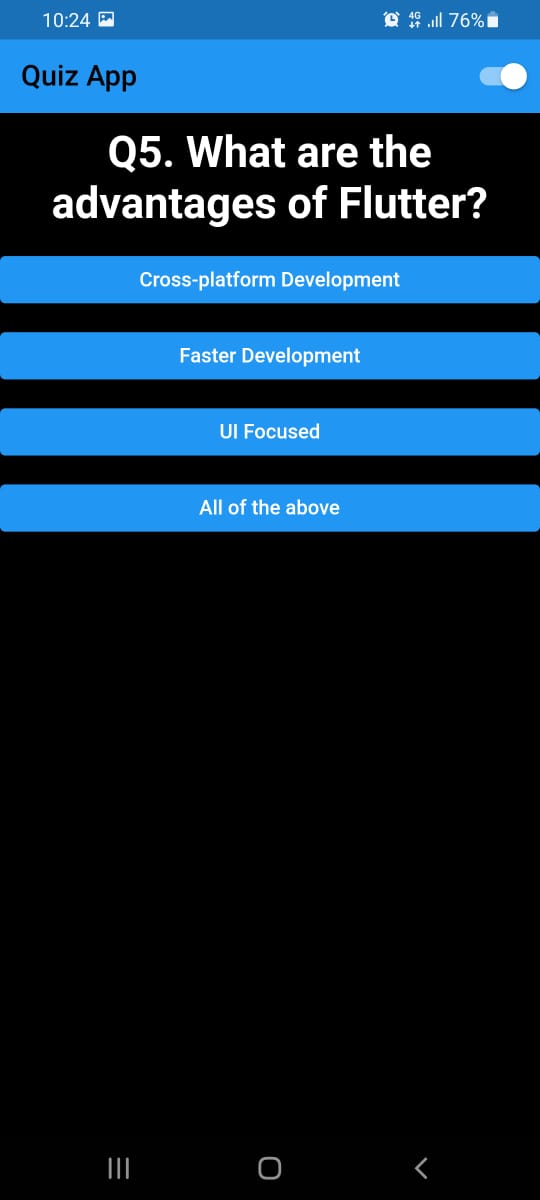 10:24
4G 76%
Quiz App
Q5. What are the
advantages of Flutter?
Cross-platform Development
Faster Development
UI Focused
All of the above